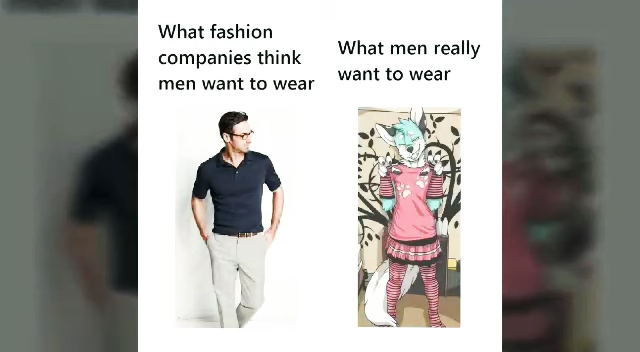 What fashion
companies think
men want to wear
What men really
want to wear